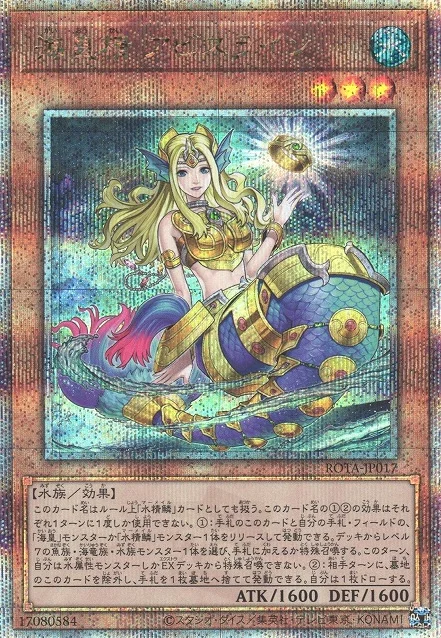 ROTA-JP017
【水族／効果】
このカード名はルール上「水精鱗」カードとしても扱う。このカード名の①②の効果はそ
れぞれ1ターンに1度しか使用できない。①：手札のこのカードと自分の手札・フィールドの、
「海皇」モンスターか「水精鱗」モンスター1体をリリースして発動できる。デッキからレベル
7の魚族・海竜族・水族モンスター1体を選び、手札に加えるか特殊召喚する。このターン、
自分は水属性モンスターしかEXデッキから特殊召喚できない。②：相手ターンに、墓地
のこのカードを除外し、手札を1枚墓地へ捨てて発動できる。自分は1枚ドローする。
ATK/1600 DEF/1600
17080584 ©スタジオ・ダイス/集英社・テレビ東京・KONAMI